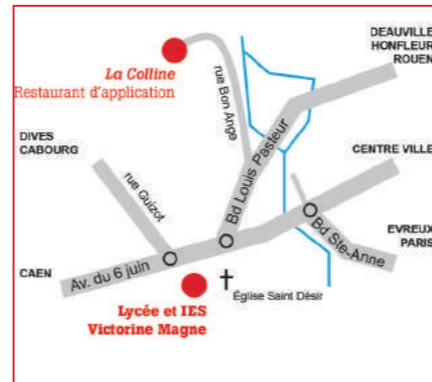 DEAUVILLE
HONFLEUR
ROUEN
La Colline
Restaurant d'application
rue Bon Ange
DIVES
CABOURG
Bd Louis Pasteur
CENTRE VILLE
rue Guizot
Bd Ste-Anne
EVREUX
PARIS
CAEN
Av. du 6 juin
Église Saint Désir
Lycée et IES
Victorine Magne